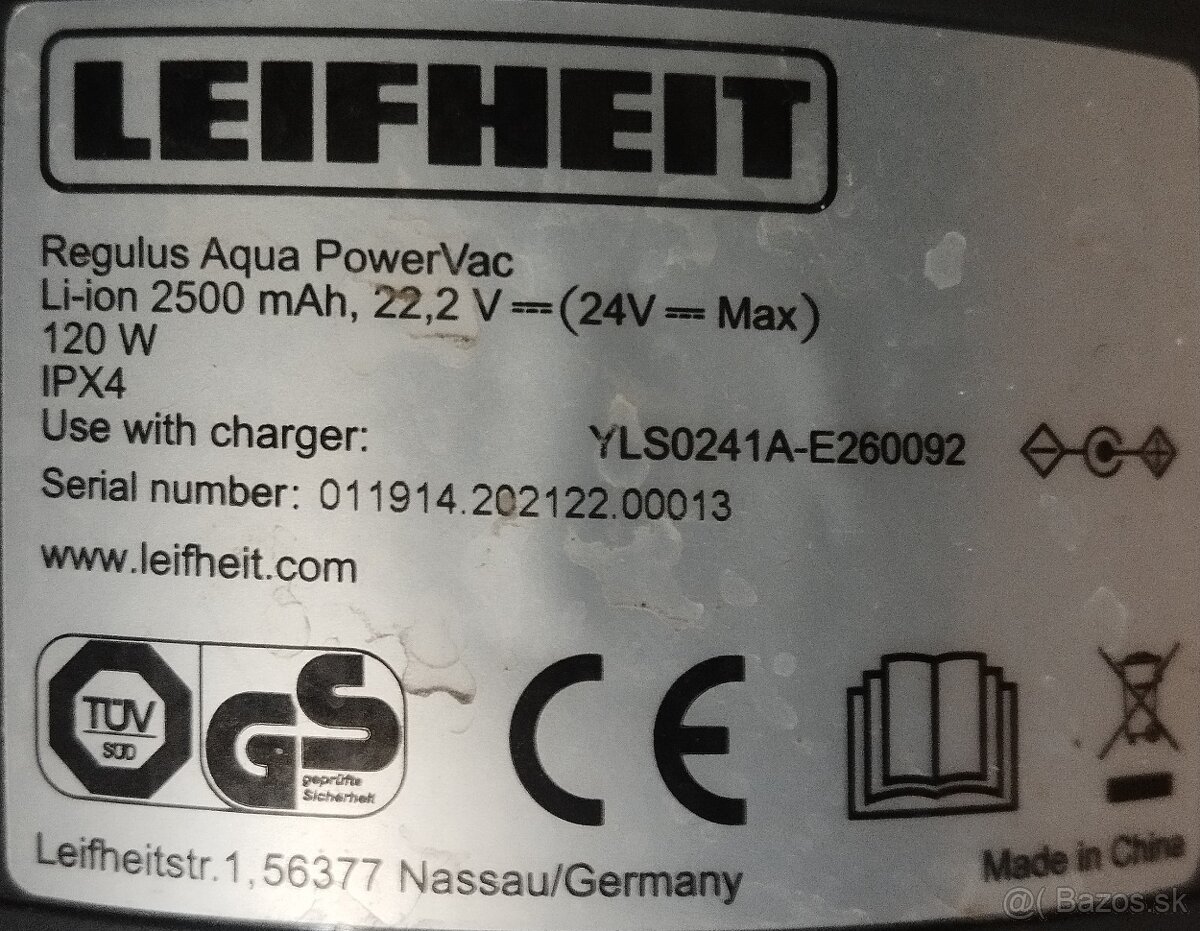 LEIFHEIT
Regulus Aqua PowerVac
Li-ion 2500 mAh, 22,2 V ⎓ (24V ⎓ Max)
120 W
IPX4
Use with charger: YLS0241A-E260092
Serial number: 011914.202122.00013
www.leifheit.com
TÜV
SÜD
GS
geprüfte
Sicherheit
CE
Leifheitstr.1, 56377 Nassau/Germany
Made in China
@( Bazos.sk